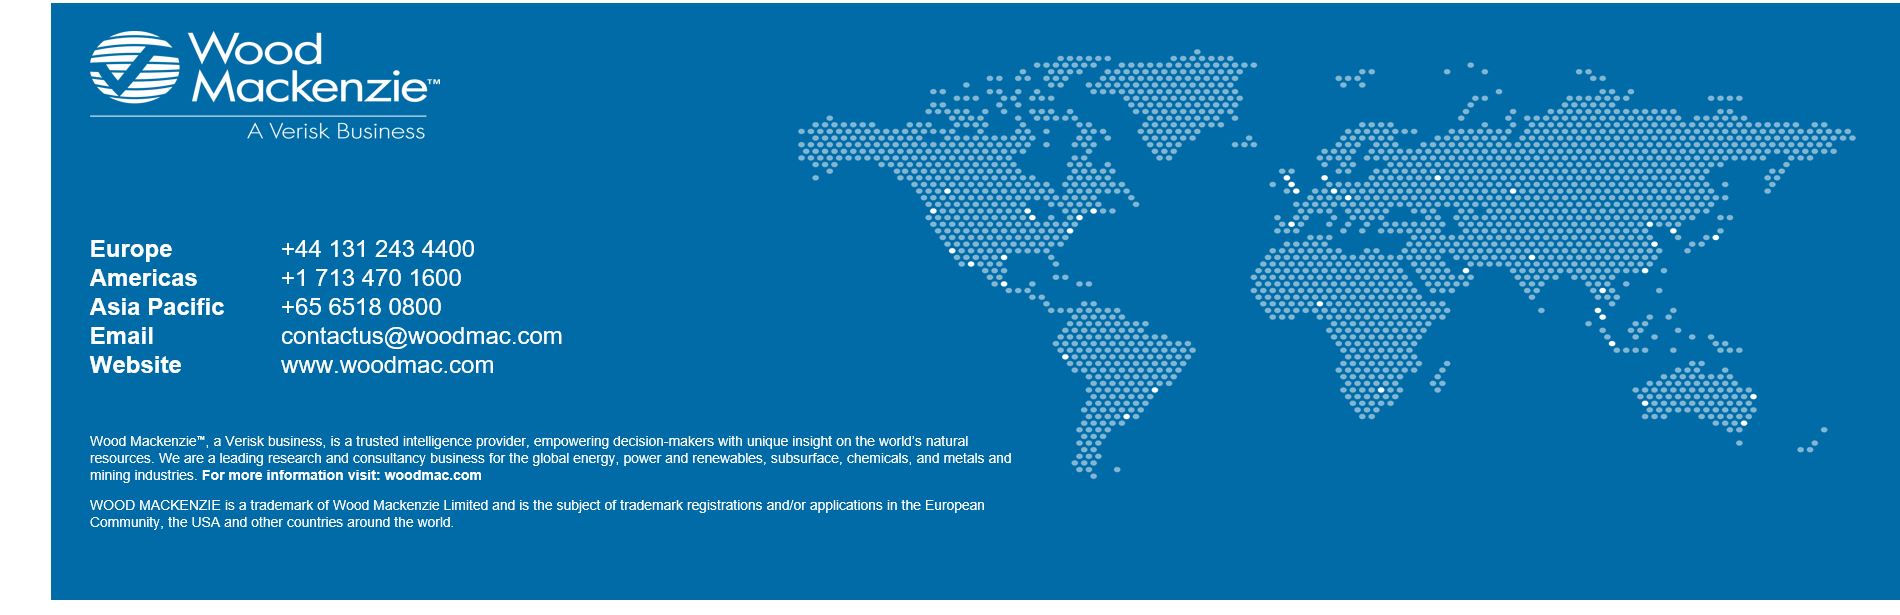 Wood
Mackenzie™
A Verisk Business
Europe +44 131 243 4400
Americas +1 713 470 1600
Asia Pacific +65 6518 0800
Email contactus@woodmac.com
Website www.woodmac.com
Wood Mackenzie™, a Verisk business, is a trusted intelligence provider, empowering decision-makers with unique insight on the world's natural
resources. We are a leading research and consultancy business for the global energy, power and renewables, subsurface, chemicals, and metals and
mining industries. For more information visit: woodmac.com
WOOD MACKENZIE is a trademark of Wood Mackenzie Limited and is the subject of trademark registrations and/or applications in the European
Community, the USA and other countries around the world.